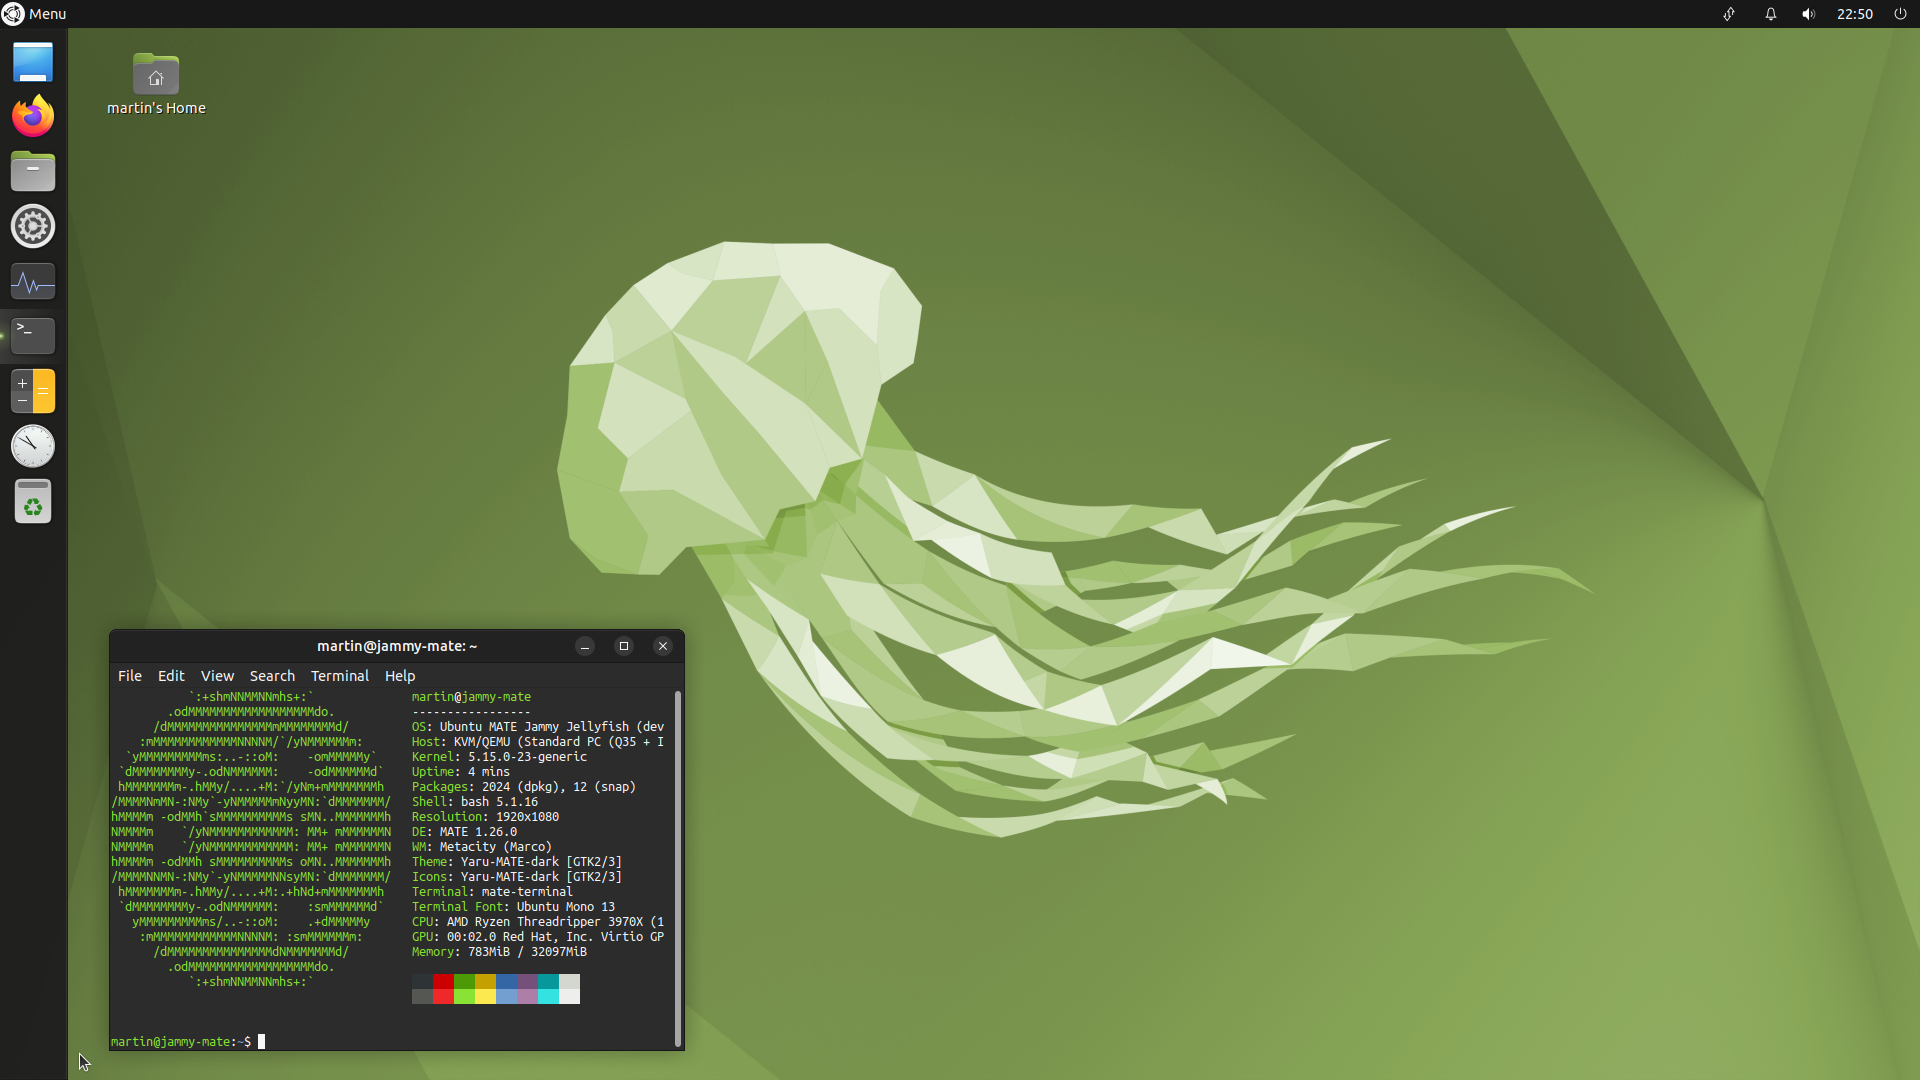 Menu
22:50
martin's Home
martin@jammy-mate: ~
File Edit View Search Terminal Help
`:+shmNNMMNNmhs+:` martin@jammy-mate
.odMMMMMMMMMMMMMMMMMMdo. -----------------
/dMMMMMMMMMMMMMMMmMMMMMMMMd/ OS: Ubuntu MATE Jammy Jellyfish (dev
:mMMMMMMMMMMMMNNNNM/`/yNMMMMMMm: Host: KVM/QEMU (Standard PC (Q35 + I
`yMMMMMMMMMms:..-::oM: -omMMMMMy` Kernel: 5.15.0-23-generic
`dMMMMMMMMy-.odNMMMMMM: -odMMMMMMd` Uptime: 4 mins
hMMMMMMMm-.hMMy/....+M:`/yNm+mMMMMMMMh Packages: 2024 (dpkg), 12 (snap)
/MMMMNmMN-:NMy`-yNMMMMMmNyyMN:`dMMMMMMM/ Shell: bash 5.1.16
hMMMMm -odMMh`sMMMMMMMMMMs sMN..MMMMMMMh Resolution: 1920x1080
NMMMMm `/yNMMMMMMMMMMMM: MM+ mMMMMMMN DE: MATE 1.26.0
NMMMMm `/yNMMMMMMMMMMMM: MM+ mMMMMMMN WM: Metacity (Marco)
hMMMMm -odMMh sMMMMMMMMMMs oMN..MMMMMMMh Theme: Yaru-MATE-dark [GTK2/3]
/MMMMNNMN-:NMy`-yNMMMMMNNsyMN:`dMMMMMMM/ Icons: Yaru-MATE-dark [GTK2/3]
hMMMMMMMm-.hMMy/....+M:.+hNd+mMMMMMMMh Terminal: mate-terminal
`dMMMMMMMMy-.odNMMMMMM: :smMMMMMMd` Terminal Font: Ubuntu Mono 13
yMMMMMMMMMms/..-::oM: .+dMMMMMy CPU: AMD Ryzen Threadripper 3970X (1
:mMMMMMMMMMMMMNNNNM: :smMMMMMMm: GPU: 00:02.0 Red Hat, Inc. Virtio GP
/dMMMMMMMMMMMMMMMdNMMMMMMMd/ Memory: 783MiB / 32097MiB
.odMMMMMMMMMMMMMMMMMMdo.
`:+shmNNMMNNmhs+:`
martin@jammy-mate:~$